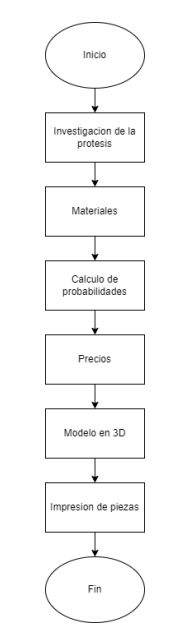 Inicio
Investigacion de la
protesis
Materiales
Calculo de
probabilidades
Precios
Modelo en 3D
Impresion de piezas
Fin